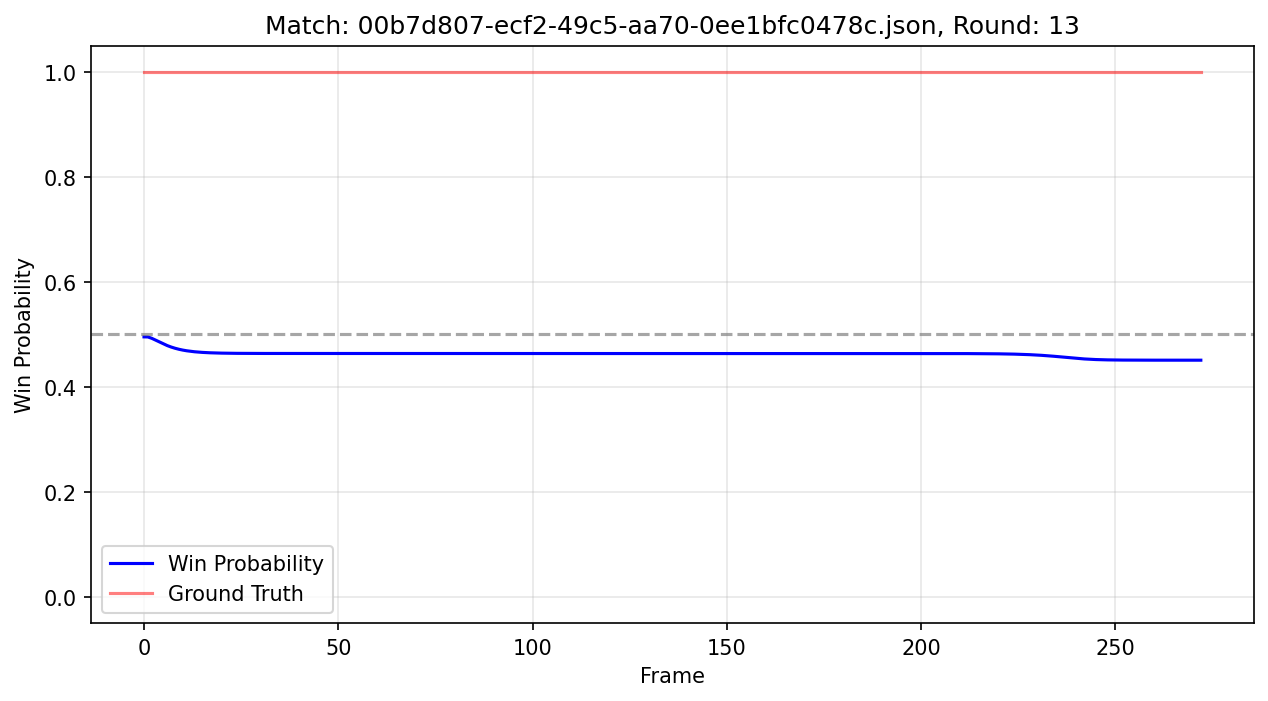 Match: 00b7d807-ecf2-49c5-aa70-0ee1bfc0478c.json, Round: 13
Win Probability
1.0
0.8
0.6
0.4
0.2
0.0
Win Probability
Ground Truth
0 50 100 150 200 250
Frame